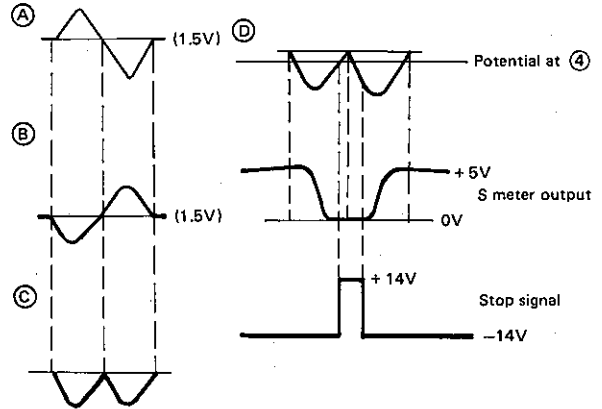 A
(1.5V)
B
(1.5V)
C
D
Potential at 4
+5V
S meter output
0V
+14V
Stop signal
−14V